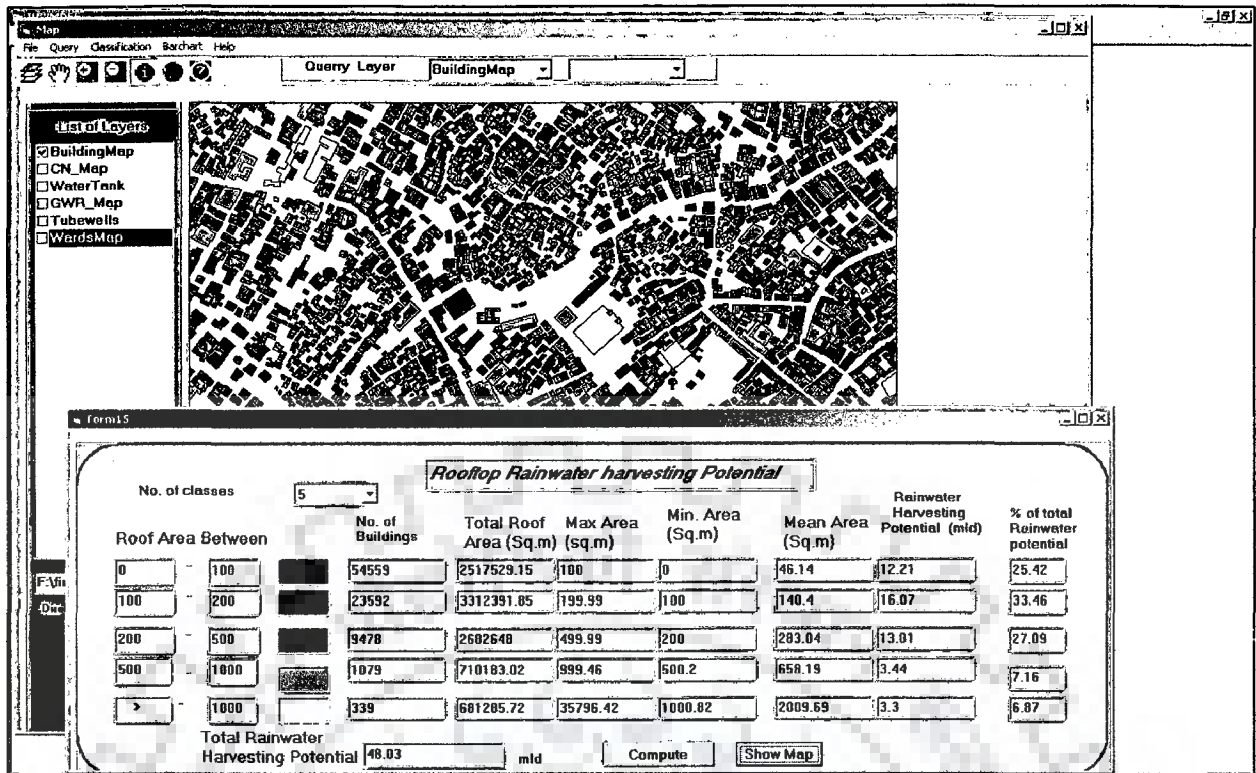 Map
File Query Classification Barchart Help
Querry Layer BuildingMap
List of Layers
BuildingMap
CN_Map
WaterTank
GWR_Map
Tubewells
WardsMap
form15
Rooftop Rainwater harvesting Potential
No. of classes 5
Roof Area Between
No. of Buildings
Total Roof Area (Sq.m)
Max Area (sq.m)
Min. Area (Sq.m)
Mean Area (Sq.m)
Rainwater Harvesting Potential (mld)
% of total Rainwater potential
0 - 100 54559 2517529.15 100 0 46.14 12.21 25.42
100 - 200 23592 3312391.85 199.99 100 140.4 16.07 33.46
200 - 500 9478 2682648 499.99 200 283.04 13.01 27.09
500 - 1000 1079 710183.02 999.46 500.2 658.19 3.44 7.16
> - 1000 339 681285.72 35796.42 1000.82 2009.69 3.3 6.87
Total Rainwater
Harvesting Potential 48.03 mld Compute Show Map